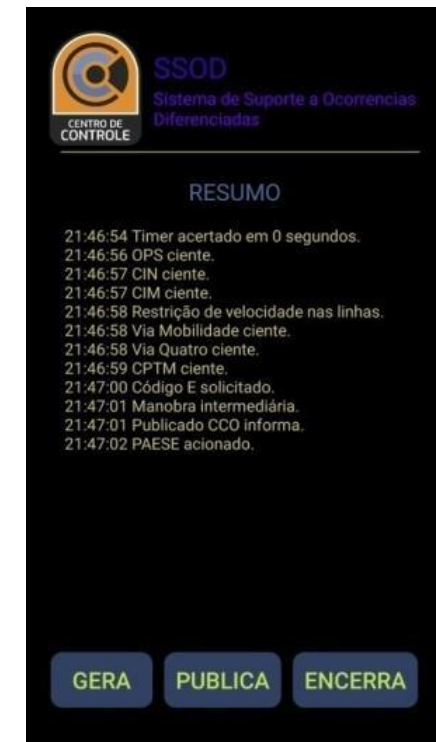 SSOD
Sistema de Suporte a Ocorrencias
Diferenciadas
CENTRO DE
CONTROLE
RESUMO
21:46:54 Timer acertado em 0 segundos.
21:46:56 OPS ciente.
21:46:57 CIN ciente.
21:46:57 CIM ciente.
21:46:58 Restrição de velocidade nas linhas.
21:46:58 Via Mobilidade ciente.
21:46:58 Via Quatro ciente.
21:46:59 CPTM ciente.
21:47:00 Código E solicitado.
21:47:01 Manobra intermediária.
21:47:01 Publicado CCO informa.
21:47:02 PAESE acionado.
GERA
PUBLICA
ENCERRA